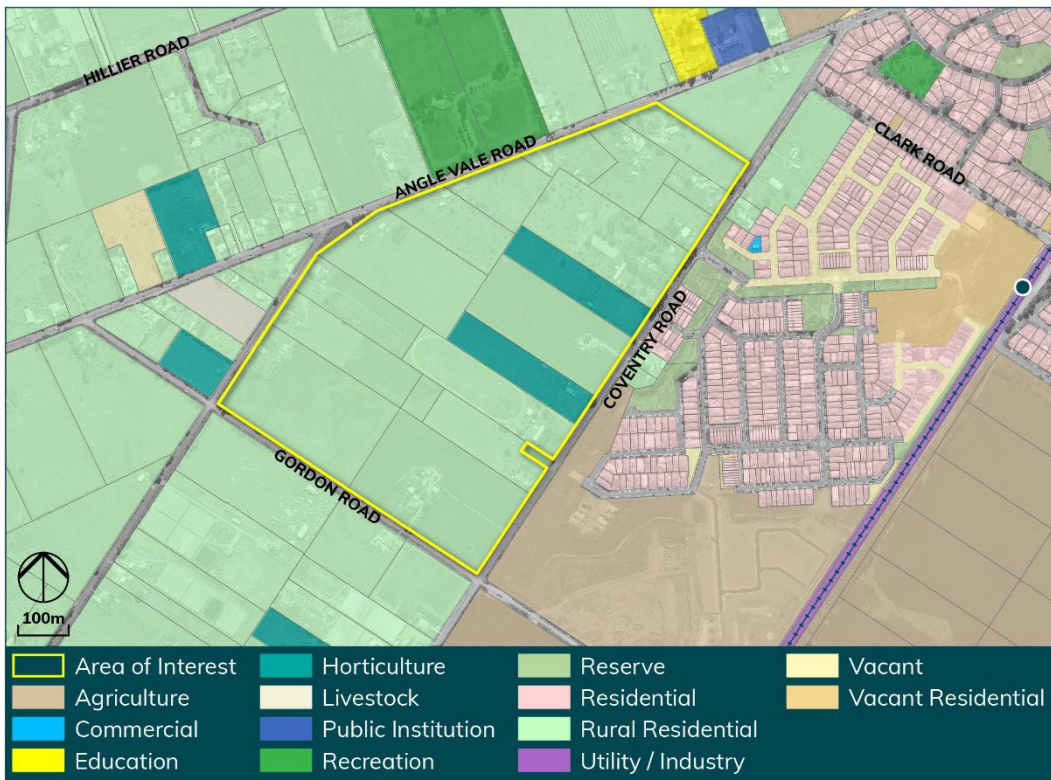 HILLIER ROAD
ANGLE VALE ROAD
CLARK ROAD
COVENTRY ROAD
GORDON ROAD
100m
Area of Interest
Agriculture
Commercial
Education
Horticulture
Livestock
Public Institution
Recreation
Reserve
Residential
Rural Residential
Utility / Industry
Vacant
Vacant Residential